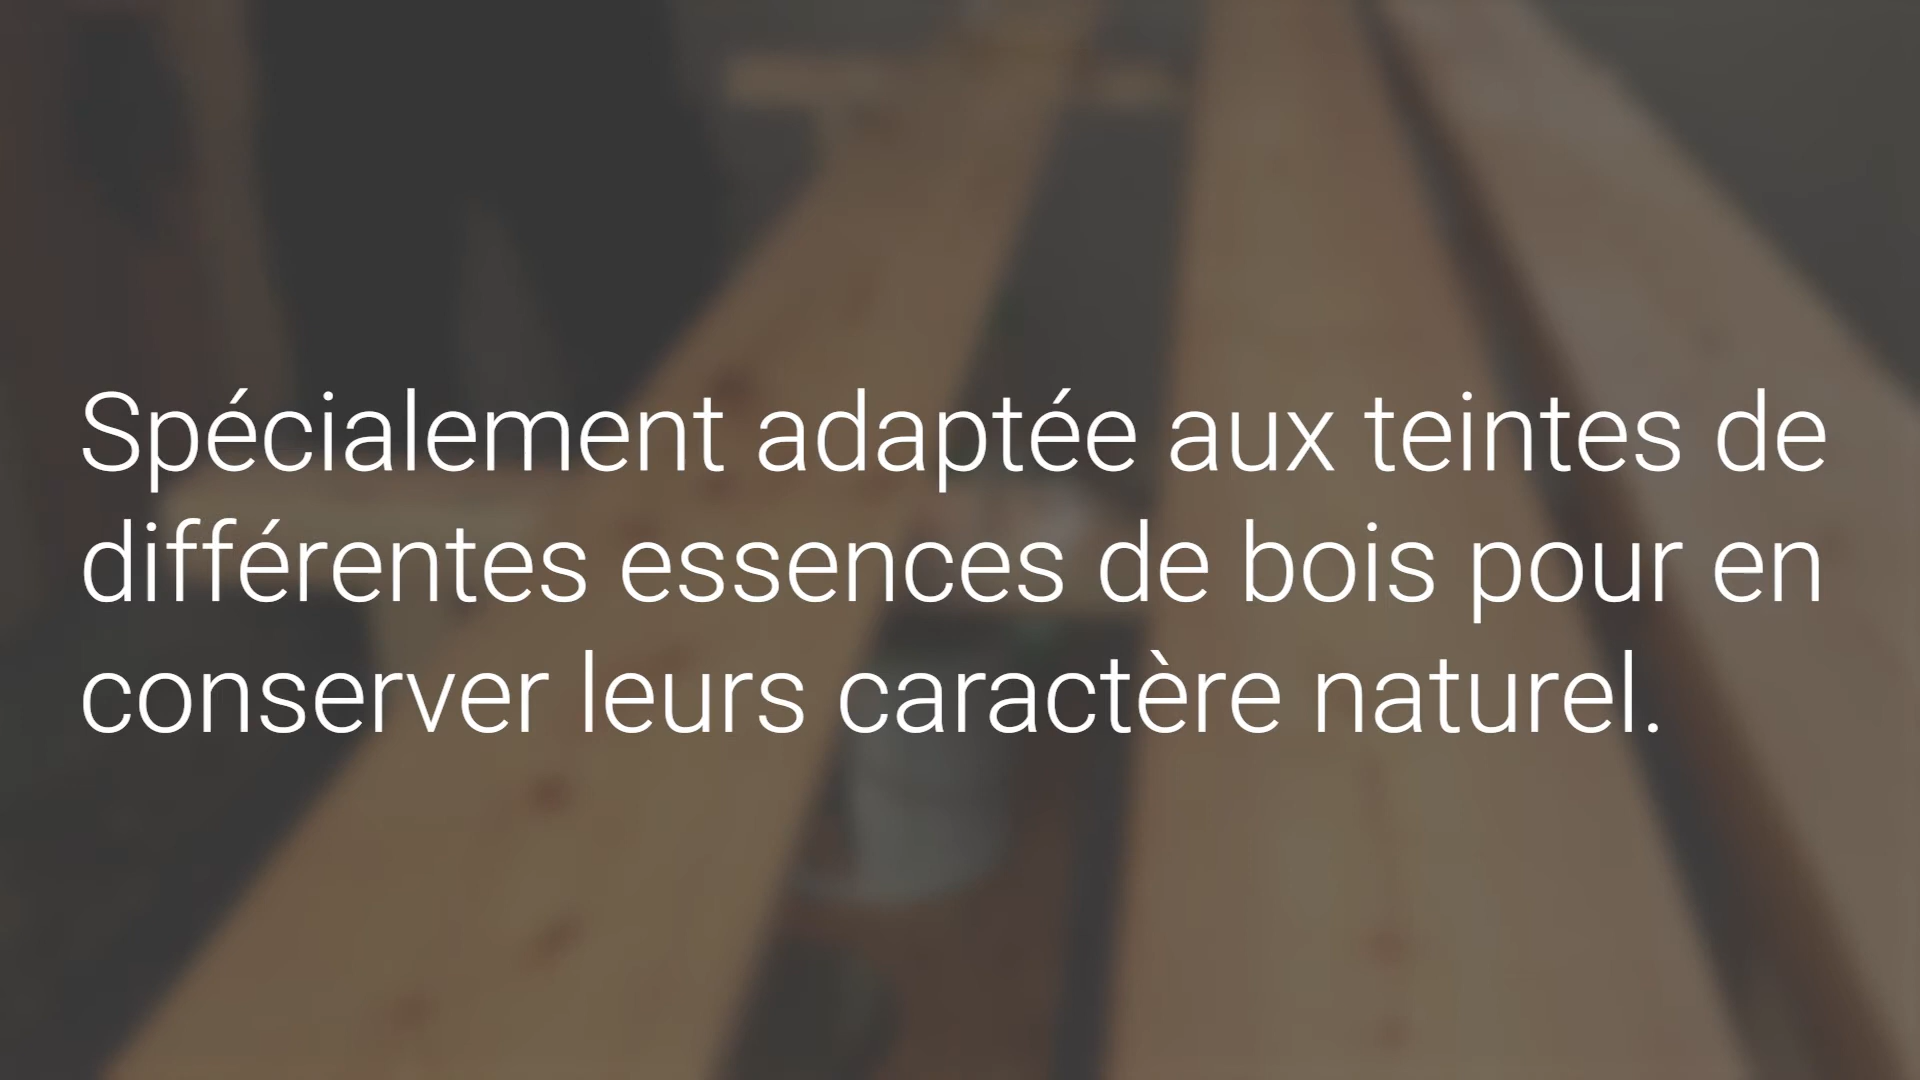 Spécialement adaptée aux teintes de
différentes essences de bois pour en
conserver leurs caractère naturel.